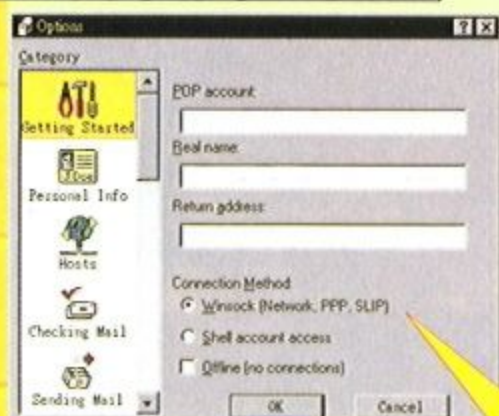 Options
Category
Getting Started
Personal Info
Hosts
Checking Mail
Sending Mail
POP account:
Real name:
Return address:
Connection Method
Winsock (Network, PPP, SLIP)
Shell account access
Offline (no connections)
OK
Cancel